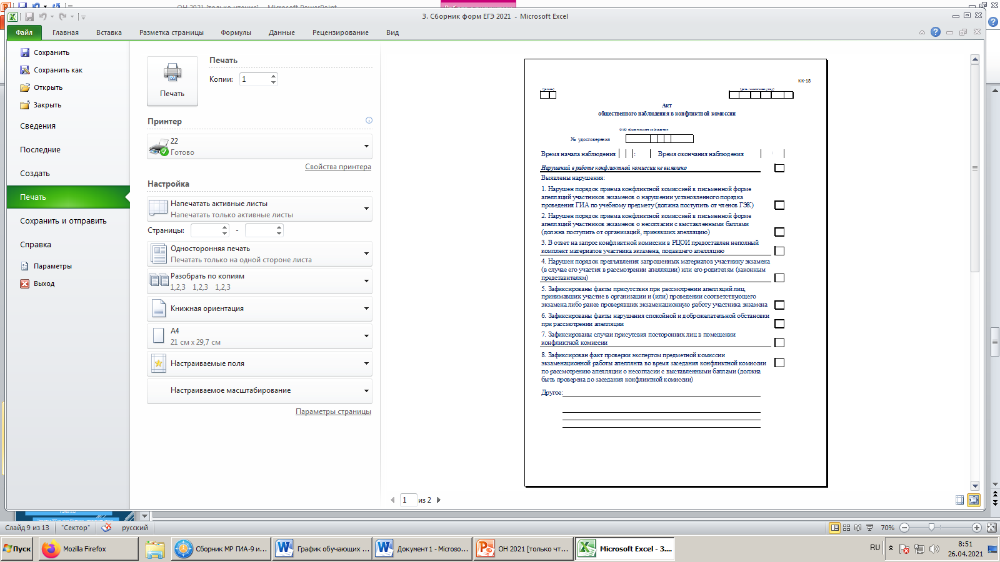 ОН 2021 [только чтение] - Microsoft PowerPoint
3. Сборник форм ЕГЭ 2021 - Microsoft Excel
Файл Главная Вставка Разметка страницы Формулы Данные Рецензирование Вид
Сохранить
Сохранить как
Открыть
Закрыть
Сведения
Последние
Создать
Печать
Сохранить и отправить
Справка
Параметры
Выход
Печать
Печать
Копии: 1
Принтер
22
Готово
Свойства принтера
Настройка
Напечатать активные листы
Напечатать только активные листы
Страницы: -
Односторонняя печать
Печатать только на одной стороне листа
Разобрать по копиям
1,2,3 1,2,3 1,2,3
Книжная ориентация
A4
21 см x 29,7 см
Настраиваемые поля
Настраиваемое масштабирование
Параметры страницы
КК-18
(регион)
Акт
общественного наблюдения в конфликтной комиссии
ФИО общественного наблюдателя
№ удостоверения
Время начала наблюдения : Время окончания наблюдения :
Нарушений в работе конфликтной комиссии не выявлено
Выявлены нарушения:
1. Нарушен порядок приема конфликтной комиссией в письменной форме
апелляций участников экзаменов о нарушении установленного порядка
проведения ГИА по учебному предмету (должна поступить от членов ГЭК)
2. Нарушен порядок приема конфликтной комиссией в письменной форме
апелляций участников экзаменов о несогласии с выставленными баллами
(должна поступить от организаций, принявших апелляцию)
3. В ответ на запрос конфликтной комиссии в РЦОИ предоставлен неполный
комплект материалов участника экзамена, подавшего апелляцию
4. Нарушен порядок предъявления запрошенных материалов участнику экзамена
(в случае его участия в рассмотрении апелляции) или его родителям (законным
представителям)
5. Зафиксированы факты присутствия при рассмотрении апелляций лиц,
принимавших участие в организации и (или) проведении соответствующего
экзамена либо ранее проверявших экзаменационную работу участника экзамена
6. Зафиксированы факты нарушения спокойной и доброжелательной обстановки
при рассмотрении апелляции
7. Зафиксированы случаи присутсвия посторонних лиц в помещении
конфликтной комиссии
8. Зафиксирован факт проверки экспертом предметной комиссии
экзаменационной работы апеллянта во время заседания конфликтной комиссии
по рассмотрению апелляции о несогласии с выставленными баллами (должна
быть проверена до заседания конфликтной комиссии)
Другое:
1 из 2
Слайд 9 из 13 "Сектор" русский 70%
Пуск Mozilla Firefox Сборник МР ГИА-9 и... График обучающих ... Документ1 - Microso... ОН 2021 [только чт... Microsoft Excel - 3.... RU 8:51
26.04.2021